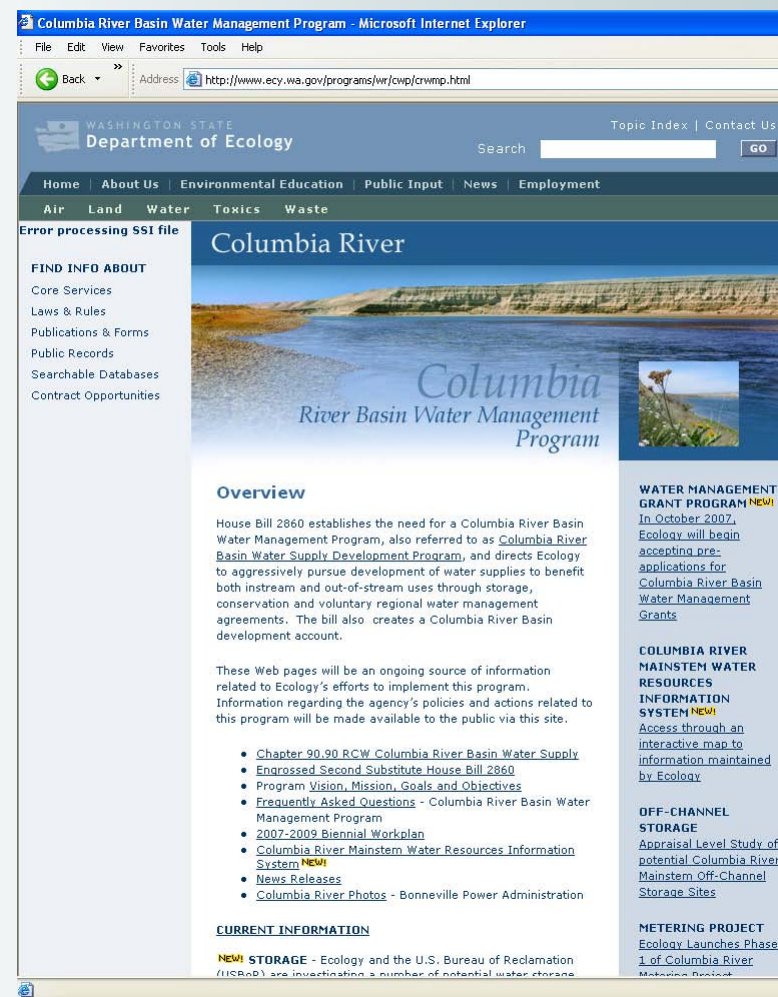 Columbia River Basin Water Management Program - Microsoft Internet Explorer
File Edit View Favorites Tools Help
Back » Address http://www.ecy.wa.gov/programs/wr/cwp/crwmp.html
WASHINGTON STATE
Department of Ecology
Topic Index | Contact Us
Search GO
Home | About Us | Environmental Education | Public Input | News | Employment
Air Land Water Toxics Waste
Error processing SSI file
FIND INFO ABOUT
Core Services
Laws & Rules
Publications & Forms
Public Records
Searchable Databases
Contract Opportunities
Columbia River
Columbia
River Basin Water Management
Program
Overview
House Bill 2860 establishes the need for a Columbia River Basin
Water Management Program, also referred to as Columbia River
Basin Water Supply Development Program, and directs Ecology
to aggressively pursue development of water supplies to benefit
both instream and out-of-stream uses through storage,
conservation and voluntary regional water management
agreements. The bill also creates a Columbia River Basin
development account.
These Web pages will be an ongoing source of information
related to Ecology's efforts to implement this program.
Information regarding the agency's policies and actions related to
this program will be made available to the public via this site.
• Chapter 90.90 RCW Columbia River Basin Water Supply
• Engrossed Second Substitute House Bill 2860
• Program Vision, Mission, Goals and Objectives
• Frequently Asked Questions - Columbia River Basin Water
Management Program
• 2007-2009 Biennial Workplan
• Columbia River Mainstem Water Resources Information
System NEW!
• News Releases
• Columbia River Photos - Bonneville Power Administration
CURRENT INFORMATION
NEW! STORAGE - Ecology and the U.S. Bureau of Reclamation
(USBoR) are investigating a number of potential water storage
WATER MANAGEMENT
GRANT PROGRAM NEW!
In October 2007,
Ecology will begin
accepting pre-
applications for
Columbia River Basin
Water Management
Grants
COLUMBIA RIVER
MAINSTEM WATER
RESOURCES
INFORMATION
SYSTEM NEW!
Access through an
interactive map to
information maintained
by Ecology
OFF-CHANNEL
STORAGE
Appraisal Level Study of
potential Columbia River
Mainstem Off-Channel
Storage Sites
METERING PROJECT
Ecology Launches Phase
1 of Columbia River
Metering Project